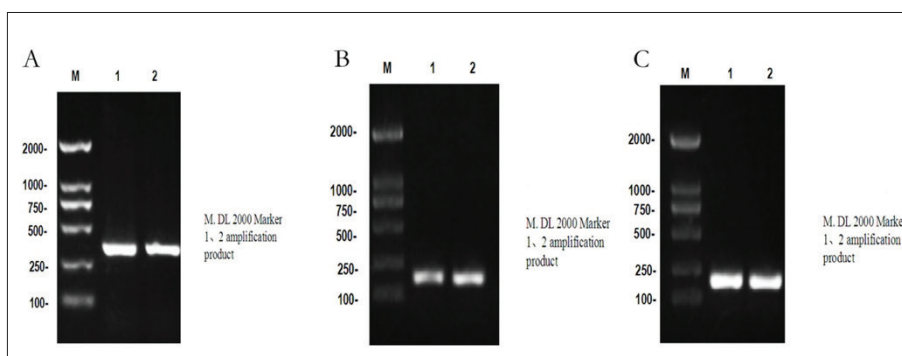 A
M 1 2
2000-
1000-
750-
500-
250-
100-
M. DL 2000 Marker
1、2 amplification
product
B
M 1 2
2000-
1000-
750-
500-
250-
100-
M. DL 2000 Marker
1、2 amplification
product
C
M 1 2
2000-
1000-
750-
500-
250-
100-
M. DL 2000 Marker
1、2 amplification
product